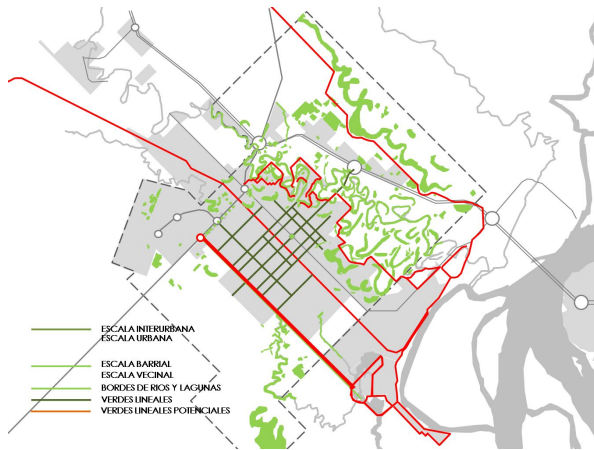 ESCALA INTERURBANA
ESCALA URBANA
ESCALA BARRIAL
ESCALA VECINAL
BORDES DE RIOS Y LAGUNAS
VERDES LINEALES
VERDES LINEALES POTENCIALES